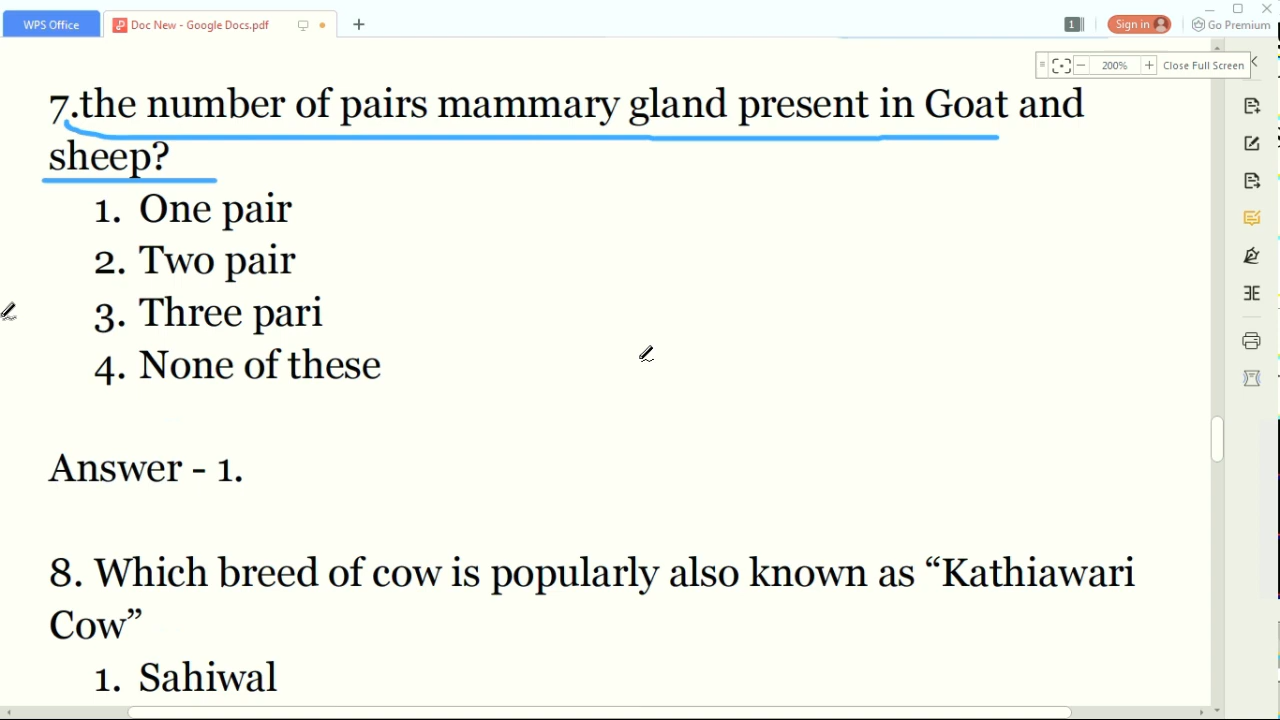 WPS Office
Doc New - Google Docs.pdf
1
Sign in
Go Premium
200%
Close Full Screen
7.the number of pairs mammary gland present in Goat and
sheep?
1. One pair
2. Two pair
3. Three pari
4. None of these
Answer - 1.
8. Which breed of cow is popularly also known as “Kathiawari
Cow”
1. Sahiwal